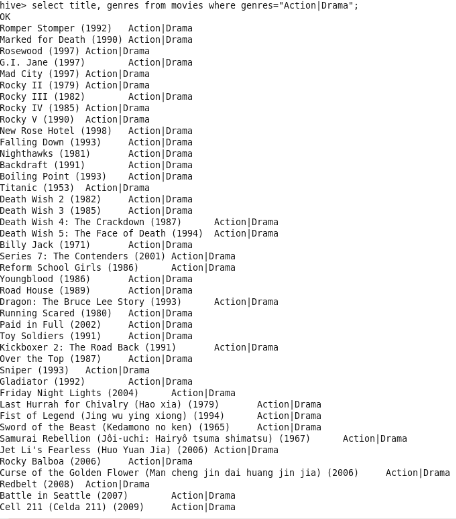 hive> select title, genres from movies where genres="Action|Drama";
OK
Romper Stomper (1992)	Action|Drama
Marked for Death (1990)	Action|Drama
Rosewood (1997)	Action|Drama
G.I. Jane (1997)	Action|Drama
Mad City (1997)	Action|Drama
Rocky II (1979)	Action|Drama
Rocky III (1982)	Action|Drama
Rocky IV (1985)	Action|Drama
Rocky V (1990)	Action|Drama
New Rose Hotel (1998)	Action|Drama
Falling Down (1993)	Action|Drama
Nighthawks (1981)	Action|Drama
Backdraft (1991)	Action|Drama
Boiling Point (1993)	Action|Drama
Titanic (1953)	Action|Drama
Death Wish 2 (1982)	Action|Drama
Death Wish 3 (1985)	Action|Drama
Death Wish 4: The Crackdown (1987)	Action|Drama
Death Wish 5: The Face of Death (1994)	Action|Drama
Billy Jack (1971)	Action|Drama
Series 7: The Contenders (2001)	Action|Drama
Reform School Girls (1986)	Action|Drama
Youngblood (1986)	Action|Drama
Road House (1989)	Action|Drama
Dragon: The Bruce Lee Story (1993)	Action|Drama
Running Scared (1980)	Action|Drama
Paid in Full (2002)	Action|Drama
Toy Soldiers (1991)	Action|Drama
Kickboxer 2: The Road Back (1991)	Action|Drama
Over the Top (1987)	Action|Drama
Sniper (1993)	Action|Drama
Gladiator (1992)	Action|Drama
Friday Night Lights (2004)	Action|Drama
Last Hurrah for Chivalry (Hao xia) (1979)	Action|Drama
Fist of Legend (Jing wu ying xiong) (1994)	Action|Drama
Sword of the Beast (Kedamono no ken) (1965)	Action|Drama
Samurai Rebellion (Jôi-uchi: Hairyô tsuma shimatsu) (1967)	Action|Drama
Jet Li's Fearless (Huo Yuan Jia) (2006)	Action|Drama
Rocky Balboa (2006)	Action|Drama
Curse of the Golden Flower (Man cheng jin dai huang jin jia) (2006)	Action|Drama
Redbelt (2008)	Action|Drama
Battle in Seattle (2007)	Action|Drama
Cell 211 (Celda 211) (2009)	Action|Drama